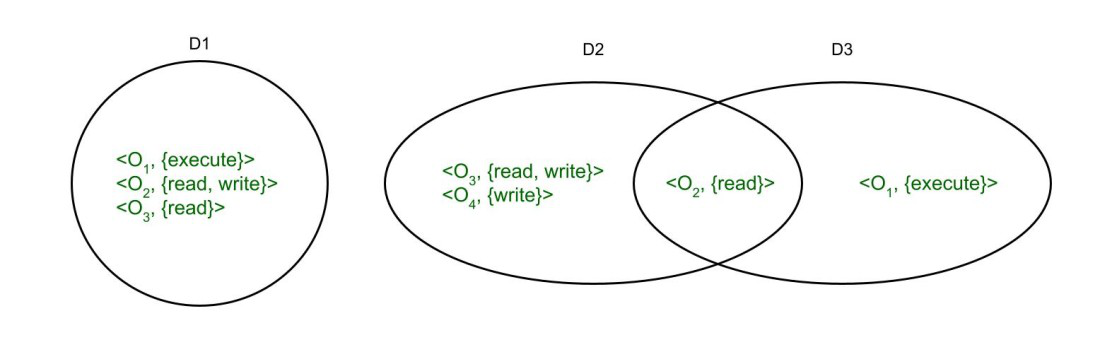 D1
D2
D3
<O₁, {execute}>
<O₂, {read, write}>
<O₃, {read}>
<O₃, {read, write}>
<O₄, {write}>
<O₂, {read}>
<O₁, {execute}>